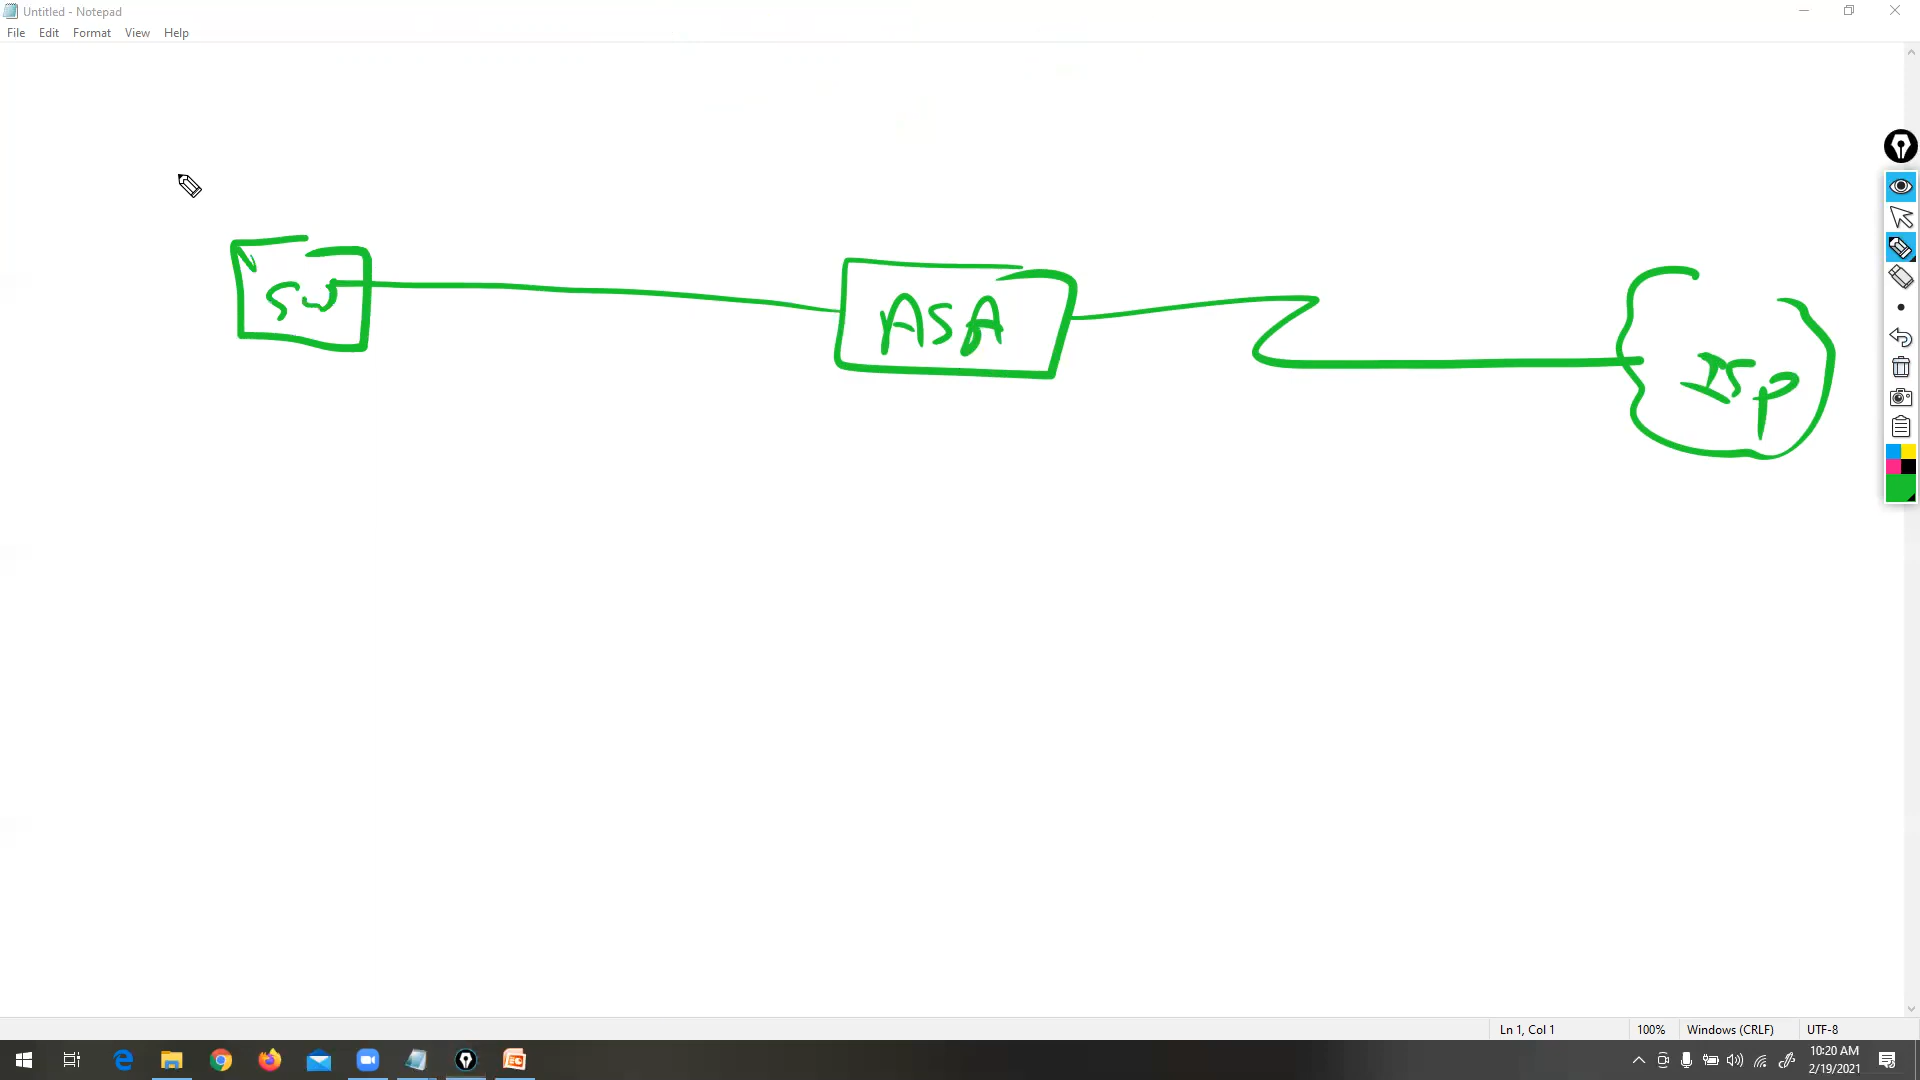 Untitled - Notepad
File Edit Format View Help
SW
ASA
ISP
Ln 1, Col 1 100% Windows (CRLF) UTF-8
10:20 AM
2/19/2021